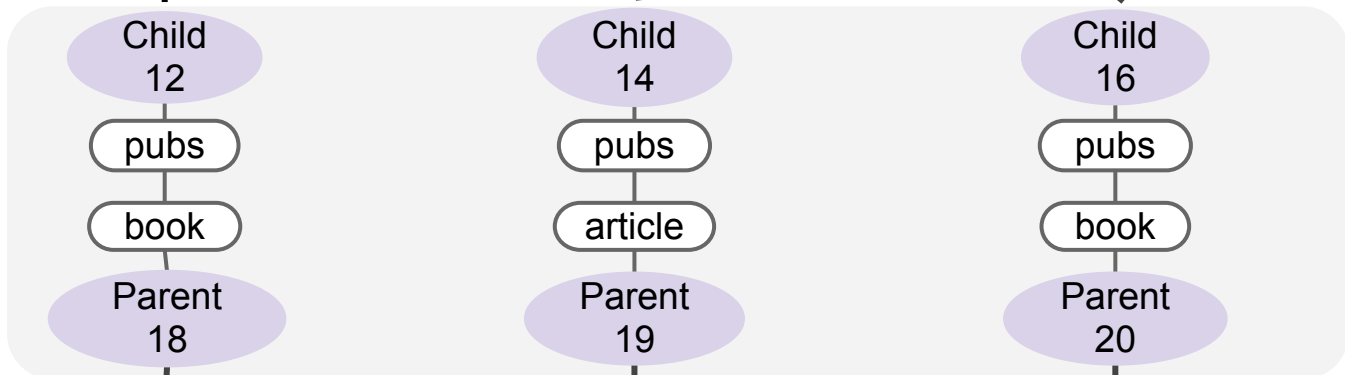 Child
12
pubs
book
Parent
18
Child
14
pubs
article
Parent
19
Child
16
pubs
book
Parent
20